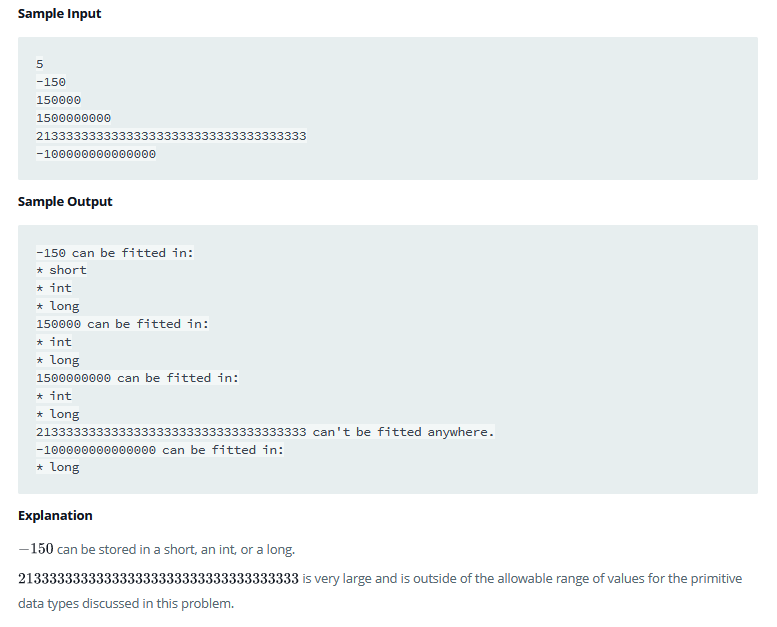 Sample Input
5
-150
150000
1500000000
213333333333333333333333333333333333
-100000000000000
Sample Output
-150 can be fitted in:
* short
* int
* long
150000 can be fitted in:
* int
* long
1500000000 can be fitted in:
* int
* long
213333333333333333333333333333333333 can't be fitted anywhere.
-100000000000000 can be fitted in:
* long
Explanation
−150 can be stored in a short, an int, or a long.
213333333333333333333333333333333333 is very large and is outside of the allowable range of values for the primitive
data types discussed in this problem.